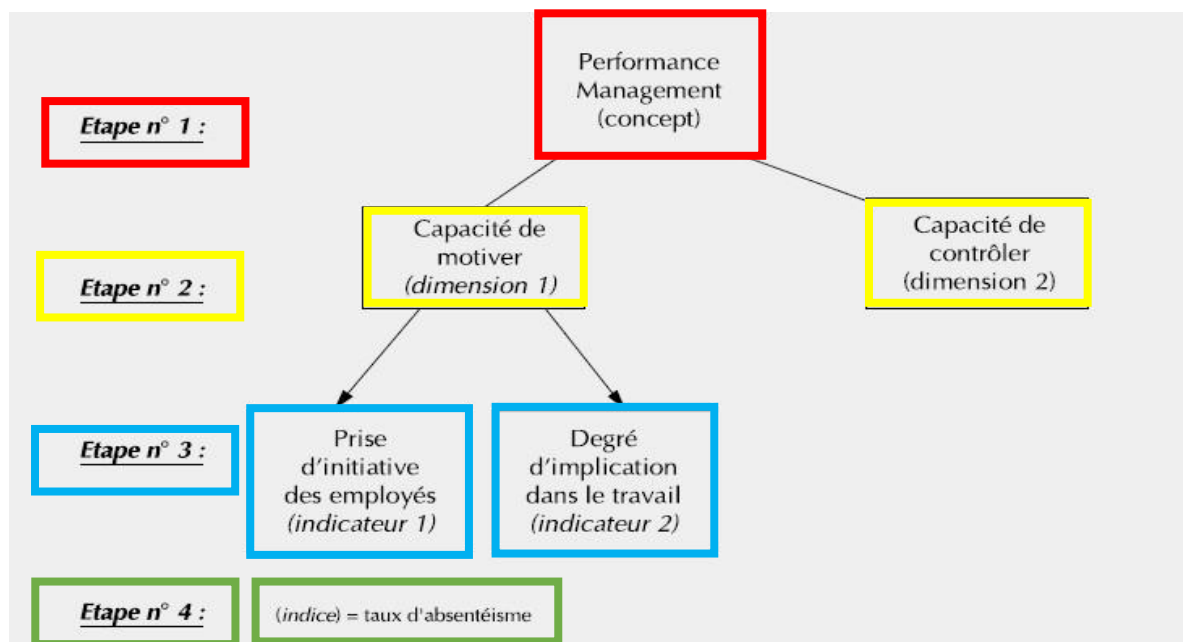 Performance
Management
(concept)
Etape n° 1 :
Capacité de
motiver
(dimension 1)
Capacité de
contrôler
(dimension 2)
Etape n° 2 :
Etape n° 3 :
Prise
d'initiative
des employés
(indicateur 1)
Degré
d'implication
dans le travail
(indicateur 2)
Etape n° 4 :
(indice) = taux d'absentéisme